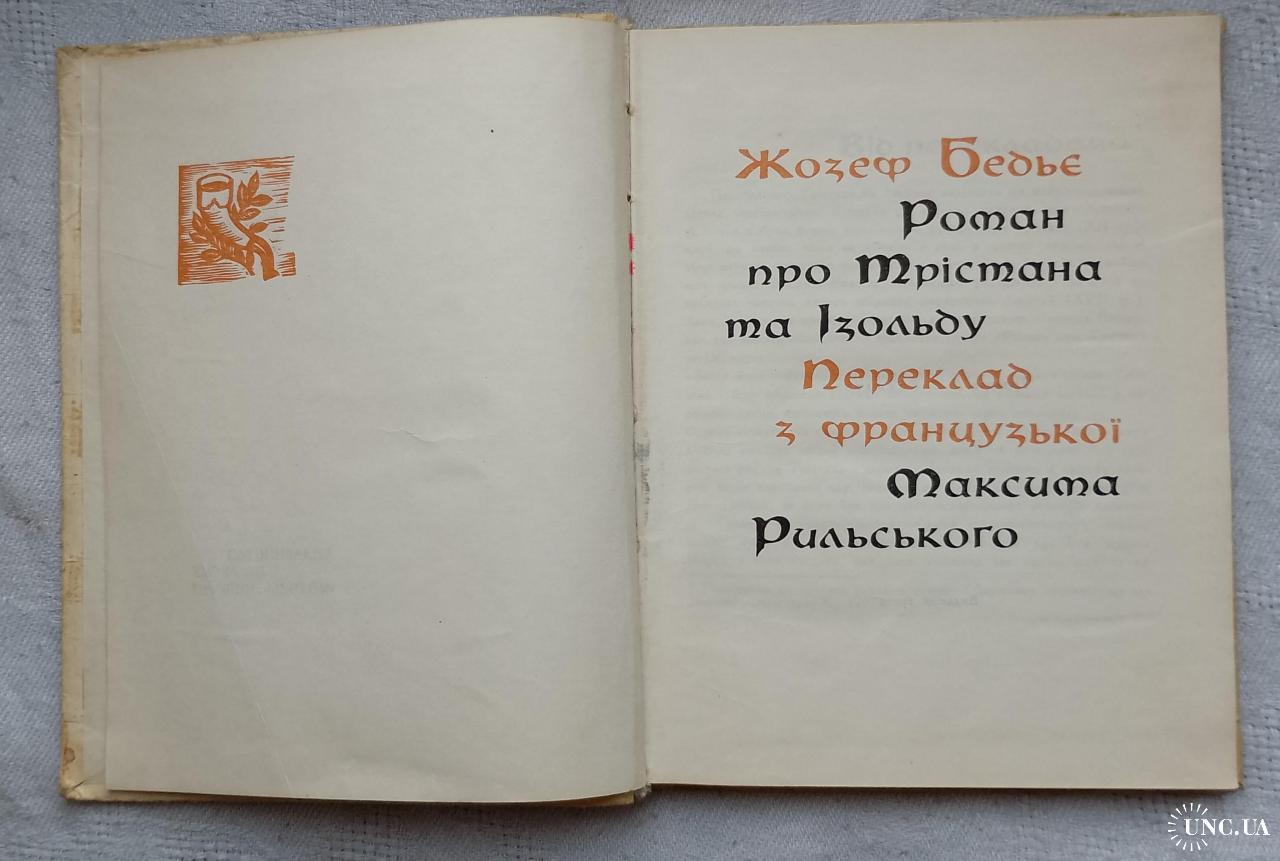 Жозеф Бедьє
Роман
про Трістана
та Ізольду
Переклад
з французької
Максима
Рильського
UNC.UA